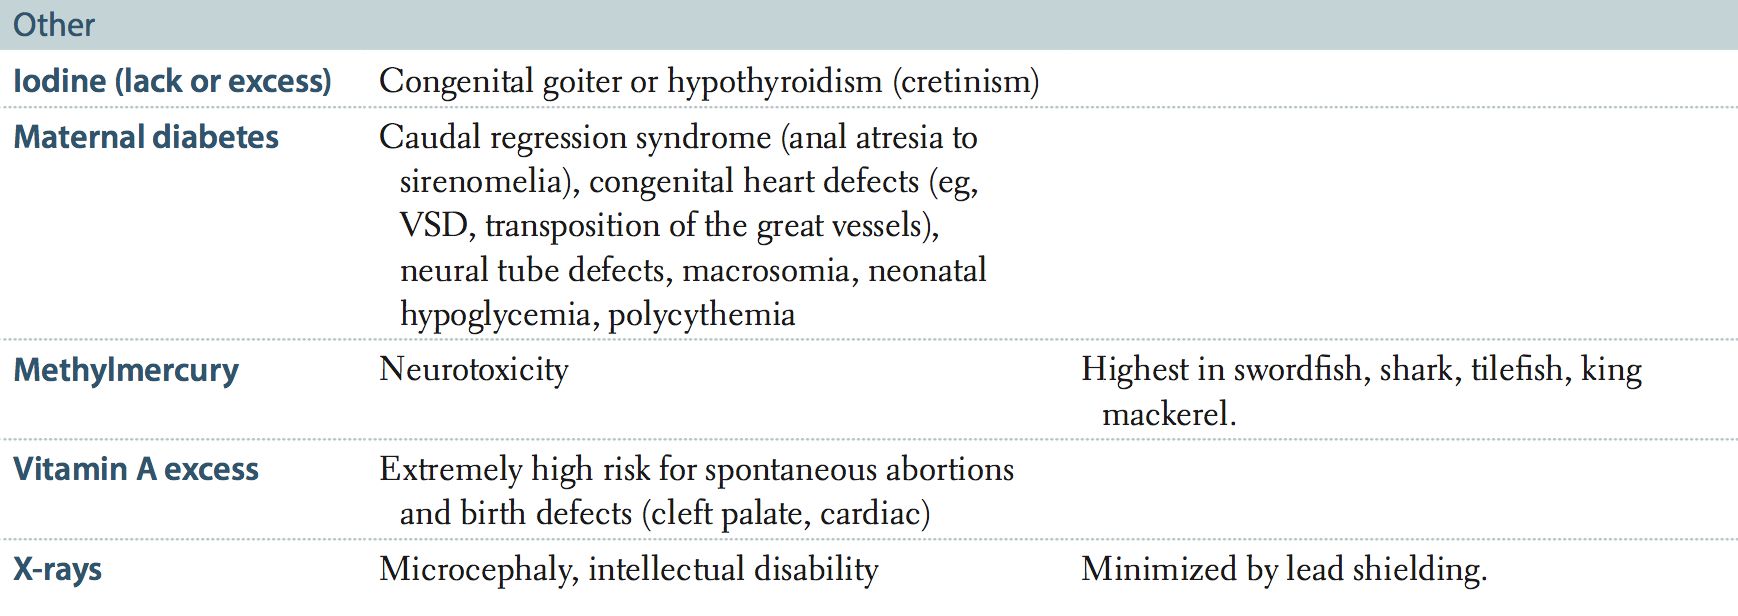 Other
Iodine (lack or excess) Congenital goiter or hypothyroidism (cretinism)
Maternal diabetes Caudal regression syndrome (anal atresia to
sirenomelia), congenital heart defects (eg,
VSD, transposition of the great vessels),
neural tube defects, macrosomia, neonatal
hypoglycemia, polycythemia
Methylmercury Neurotoxicity Highest in swordfish, shark, tilefish, king
mackerel.
Vitamin A excess Extremely high risk for spontaneous abortions
and birth defects (cleft palate, cardiac)
X-rays Microcephaly, intellectual disability Minimized by lead shielding.